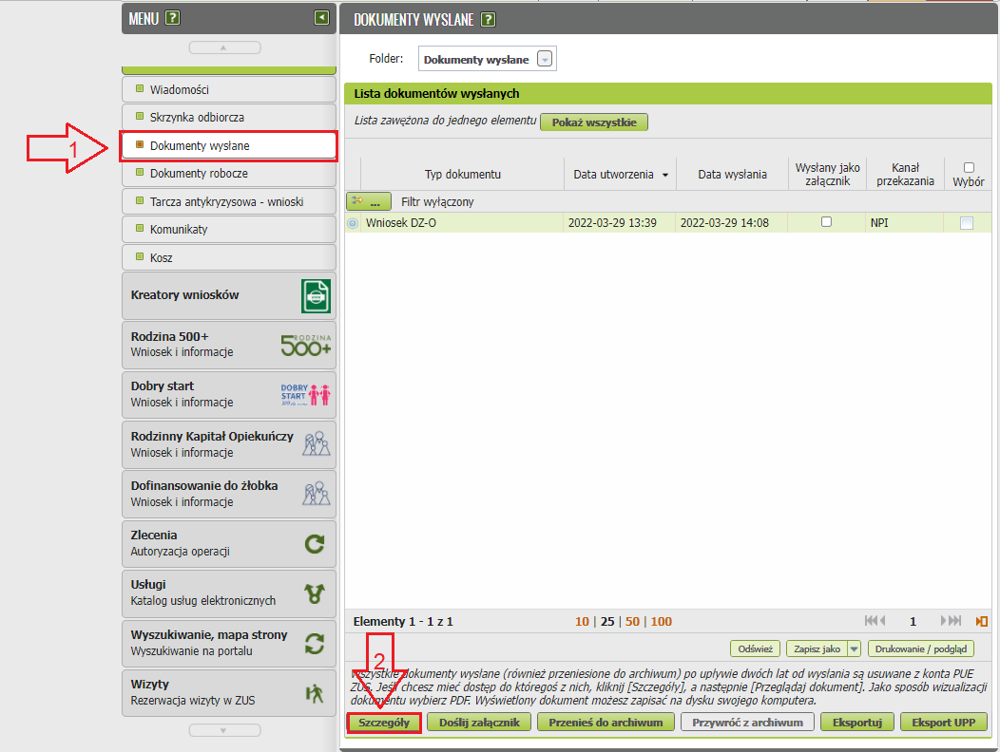 MENU ?
DOKUMENTY WYSŁANE ?
Folder: Dokumenty wysłane
Lista dokumentów wysłanych
Lista zawężona do jednego elementu Pokaż wszystkie
Typ dokumentu Data utworzenia Data wysłania Wysłany jako załącznik Kanał przekazania Wybór
... Filtr wyłączony
Wniosek DZ-O 2022-03-29 13:39 2022-03-29 14:08 NPI
Wiadomości
Skrzynka odbiorcza
1
Dokumenty wysłane
Dokumenty robocze
Tarcza antykryzysowa - wnioski
Komunikaty
Kosz
Kreatory wniosków
Rodzina 500+
Wniosek i informacje
RODZINA
500+
Dobry start
Wniosek i informacje
DOBRY
START
Rodzinny Kapitał Opiekuńczy
Wniosek i informacje
Dofinansowanie do żłobka
Wniosek i informacje
Zlecenia
Autoryzacja operacji
Usługi
Katalog usług elektronicznych
Wyszukiwanie, mapa strony
Wyszukiwanie na portalu
Wizyty
Rezerwacja wizyty w ZUS
Elementy 1 - 1 z 1 10 | 25 | 50 | 100 1
Odśwież Zapisz jako Drukowanie / podgląd
2
Wszystkie dokumenty wysłane (również przeniesione do archiwum) po upływie dwóch lat od wysłania są usuwane z konta PUE
ZUS. Jeśli chcesz mieć dostęp do któregoś z nich, kliknij [Szczegóły], a następnie [Przeglądaj dokument]. Jako sposób wizualizacji
dokumentu wybierz PDF. Wyświetlony dokument możesz zapisać na dysku swojego komputera.
Szczegóły Doślij załącznik Przenieś do archiwum Przywróć z archiwum Eksportuj Eksport UPP